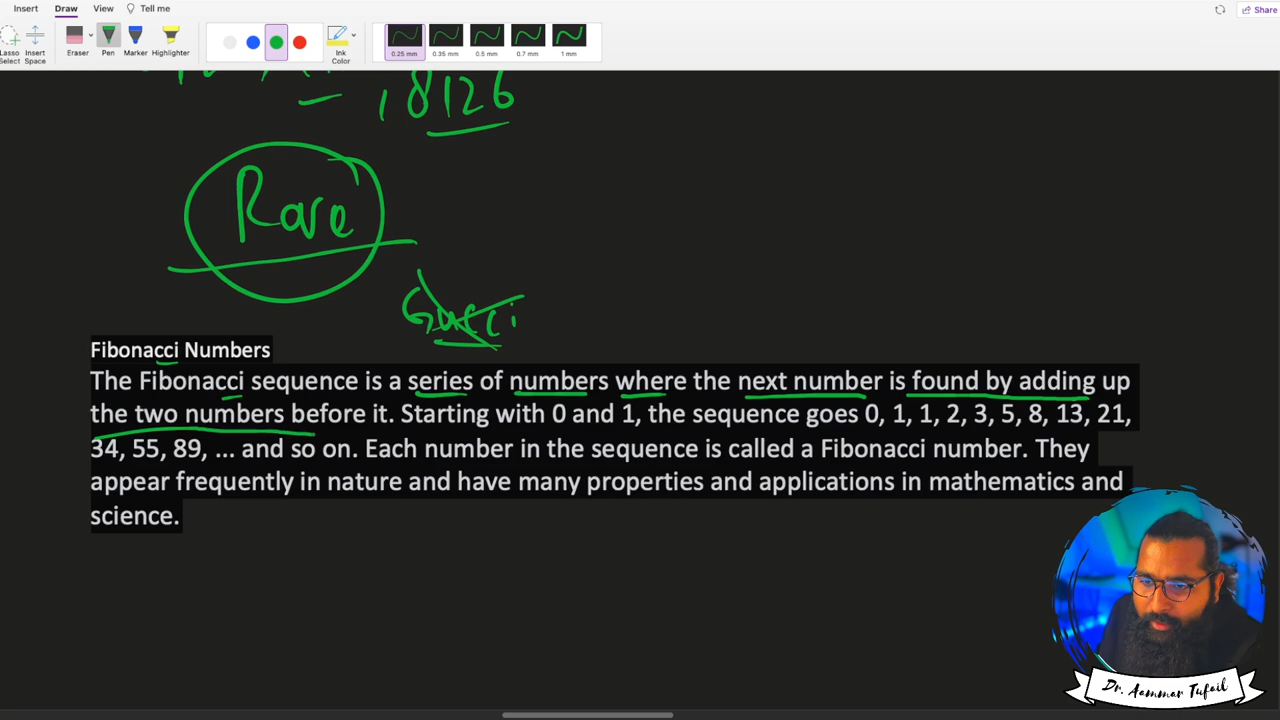 Insert Draw View Tell me
Share
Lasso Select
Insert Space
Eraser
Pen
Marker
Highlighter
Ink Color
0.25 mm
0.35 mm
0.5 mm
0.7 mm
1 mm
18126
Rare
Gucci
Fibonacci Numbers
The Fibonacci sequence is a series of numbers where the next number is found by adding up
the two numbers before it. Starting with 0 and 1, the sequence goes 0, 1, 1, 2, 3, 5, 8, 13, 21,
34, 55, 89, ... and so on. Each number in the sequence is called a Fibonacci number. They
appear frequently in nature and have many properties and applications in mathematics and
science.
Dr. Aammar Tufail